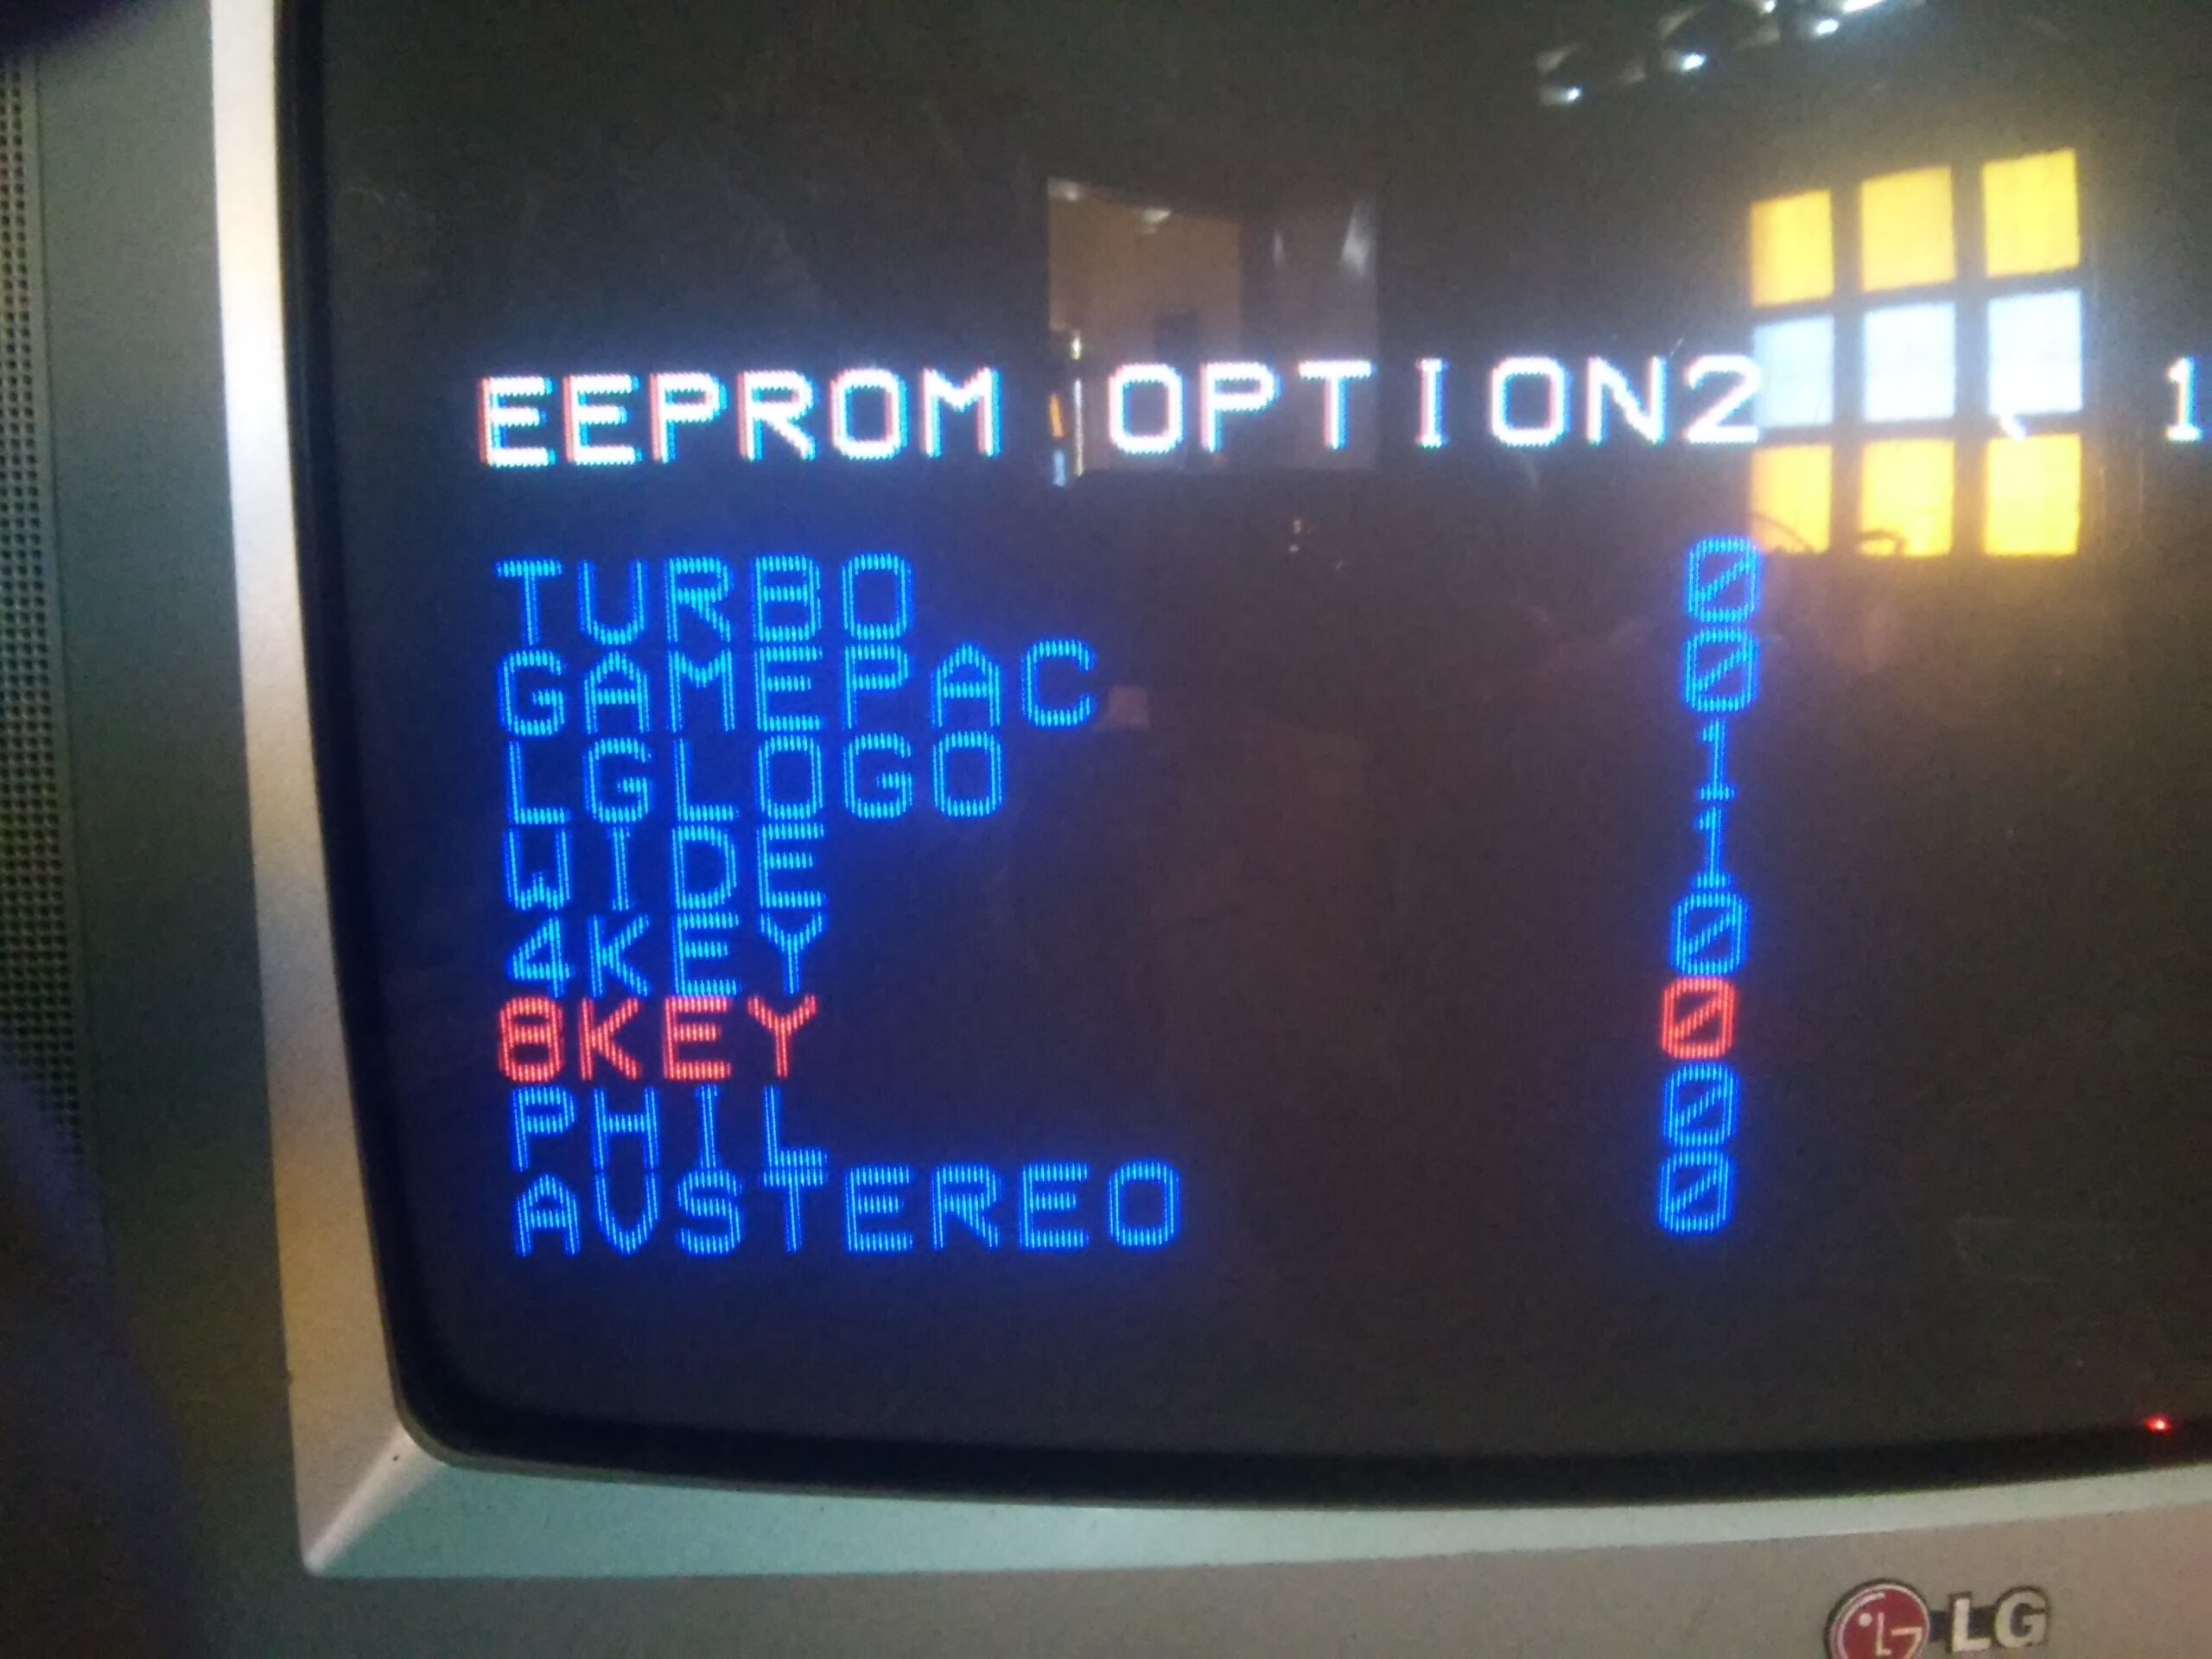 EEPROM OPTION2 1
TURBO 0
GAMEPAC 0
LGLOGO 1
WIDE 1
4KEY 0
8KEY 0
PHIL 0
AVSTEREO 0
LG